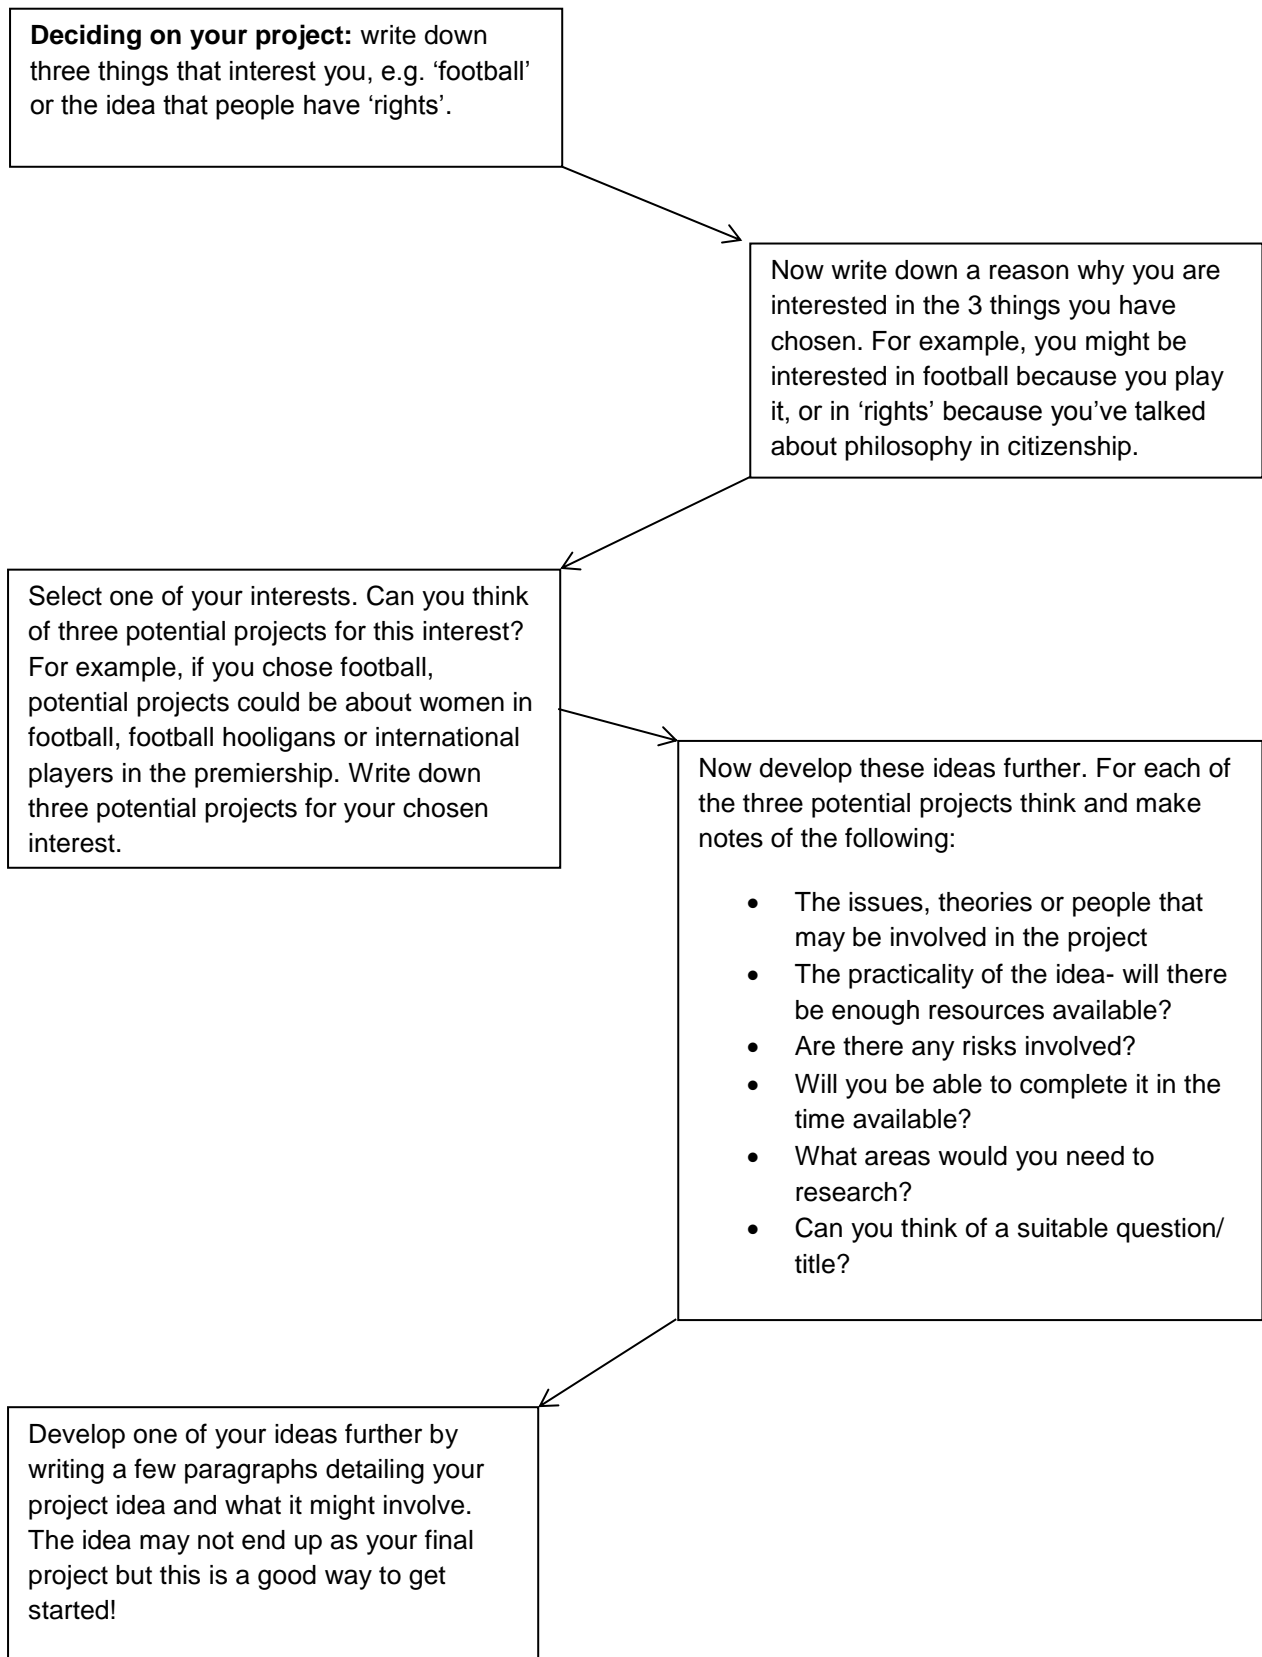 Deciding on your project: write down
three things that interest you, e.g. ‘football’
or the idea that people have ‘rights’.
Now write down a reason why you are
interested in the 3 things you have
chosen. For example, you might be
interested in football because you play
it, or in ‘rights’ because you’ve talked
about philosophy in citizenship.
Select one of your interests. Can you think
of three potential projects for this interest?
For example, if you chose football,
potential projects could be about women in
football, football hooligans or international
players in the premiership. Write down
three potential projects for your chosen
interest.
Now develop these ideas further. For each of
the three potential projects think and make
notes of the following:
• The issues, theories or people that
may be involved in the project
• The practicality of the idea- will there
be enough resources available?
• Are there any risks involved?
• Will you be able to complete it in the
time available?
• What areas would you need to
research?
• Can you think of a suitable question/
title?
Develop one of your ideas further by
writing a few paragraphs detailing your
project idea and what it might involve.
The idea may not end up as your final
project but this is a good way to get
started!